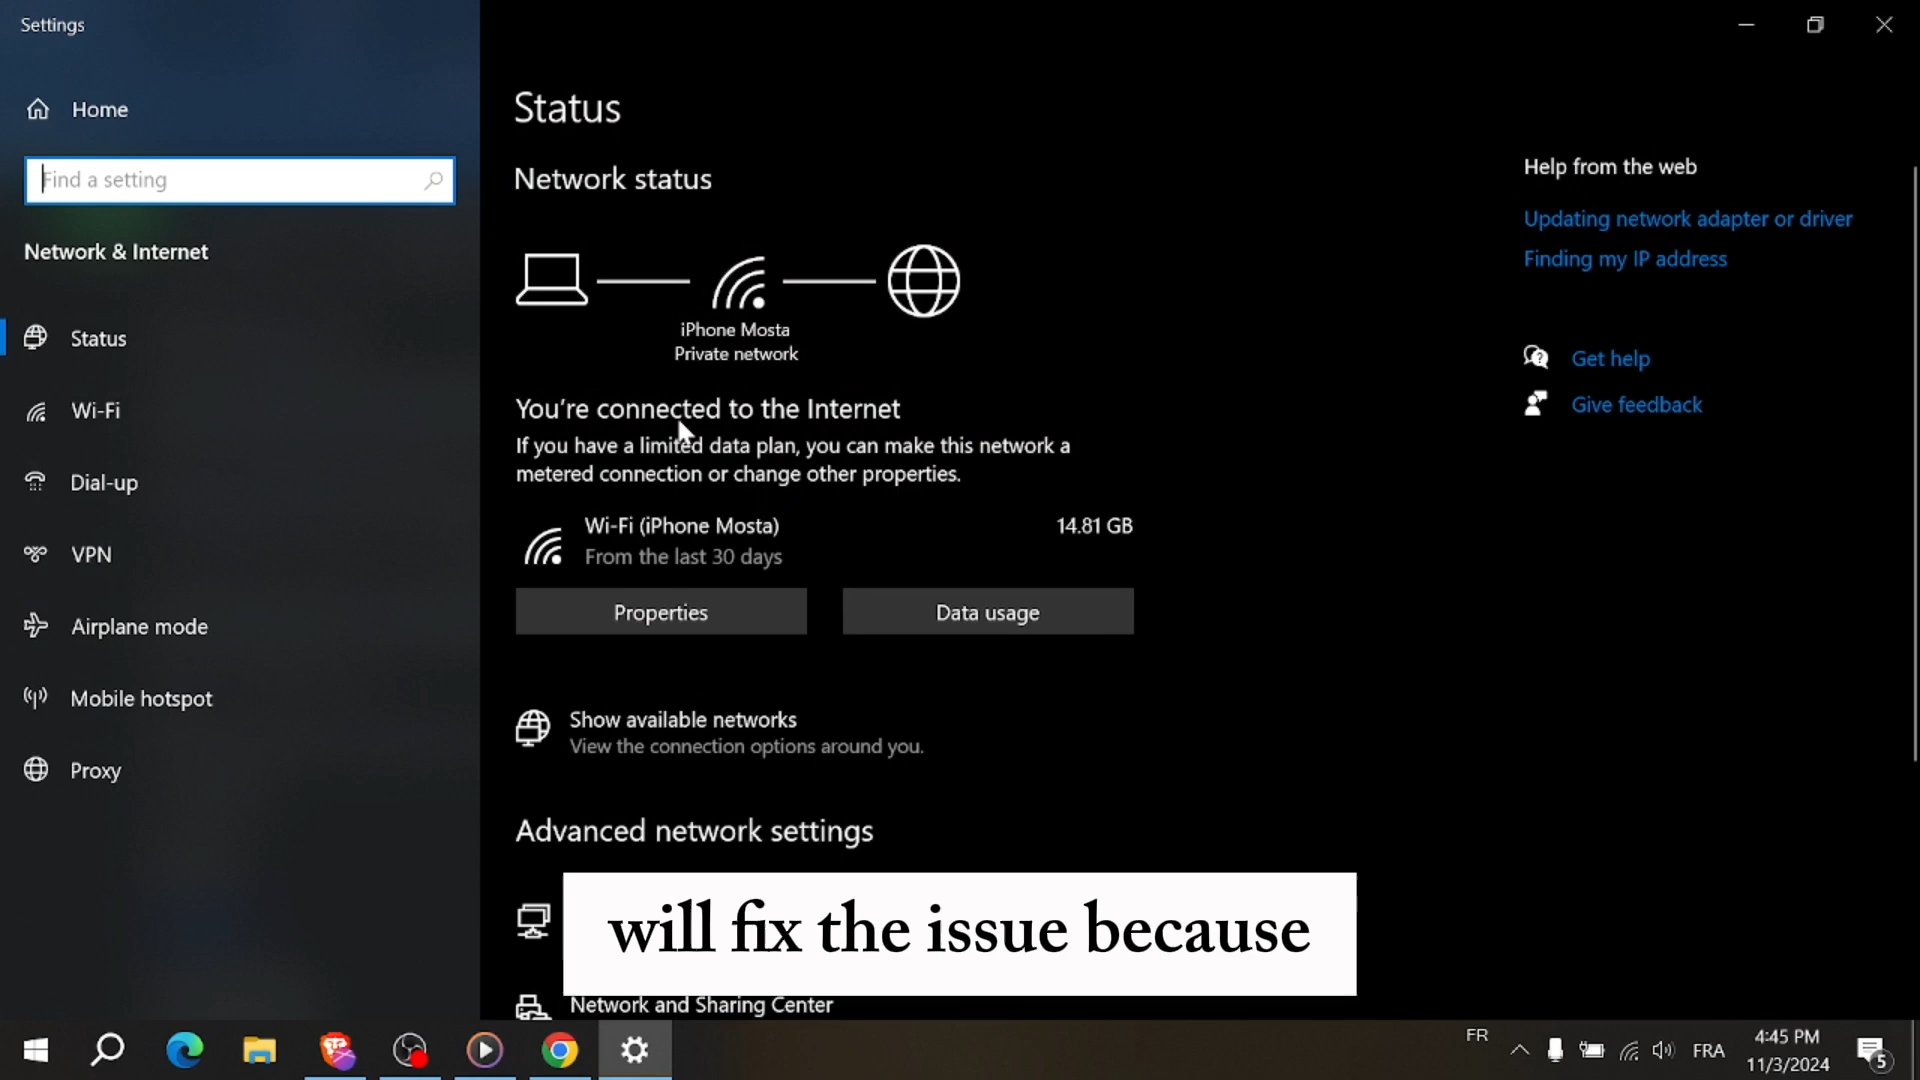 Settings
Home
Find a setting
Network & Internet
Status
Wi-Fi
Dial-up
VPN
Airplane mode
Mobile hotspot
Proxy
Status
Network status
iPhone Mosta
Private network
You're connected to the Internet
If you have a limited data plan, you can make this network a
metered connection or change other properties.
Wi-Fi (iPhone Mosta)
14.81 GB
From the last 30 days
Properties
Data usage
Show available networks
View the connection options around you.
Advanced network settings
will fix the issue because
Network and Sharing Center
Help from the web
Updating network adapter or driver
Finding my IP address
Get help
Give feedback
FR
FRA
4:45 PM
11/3/2024
5